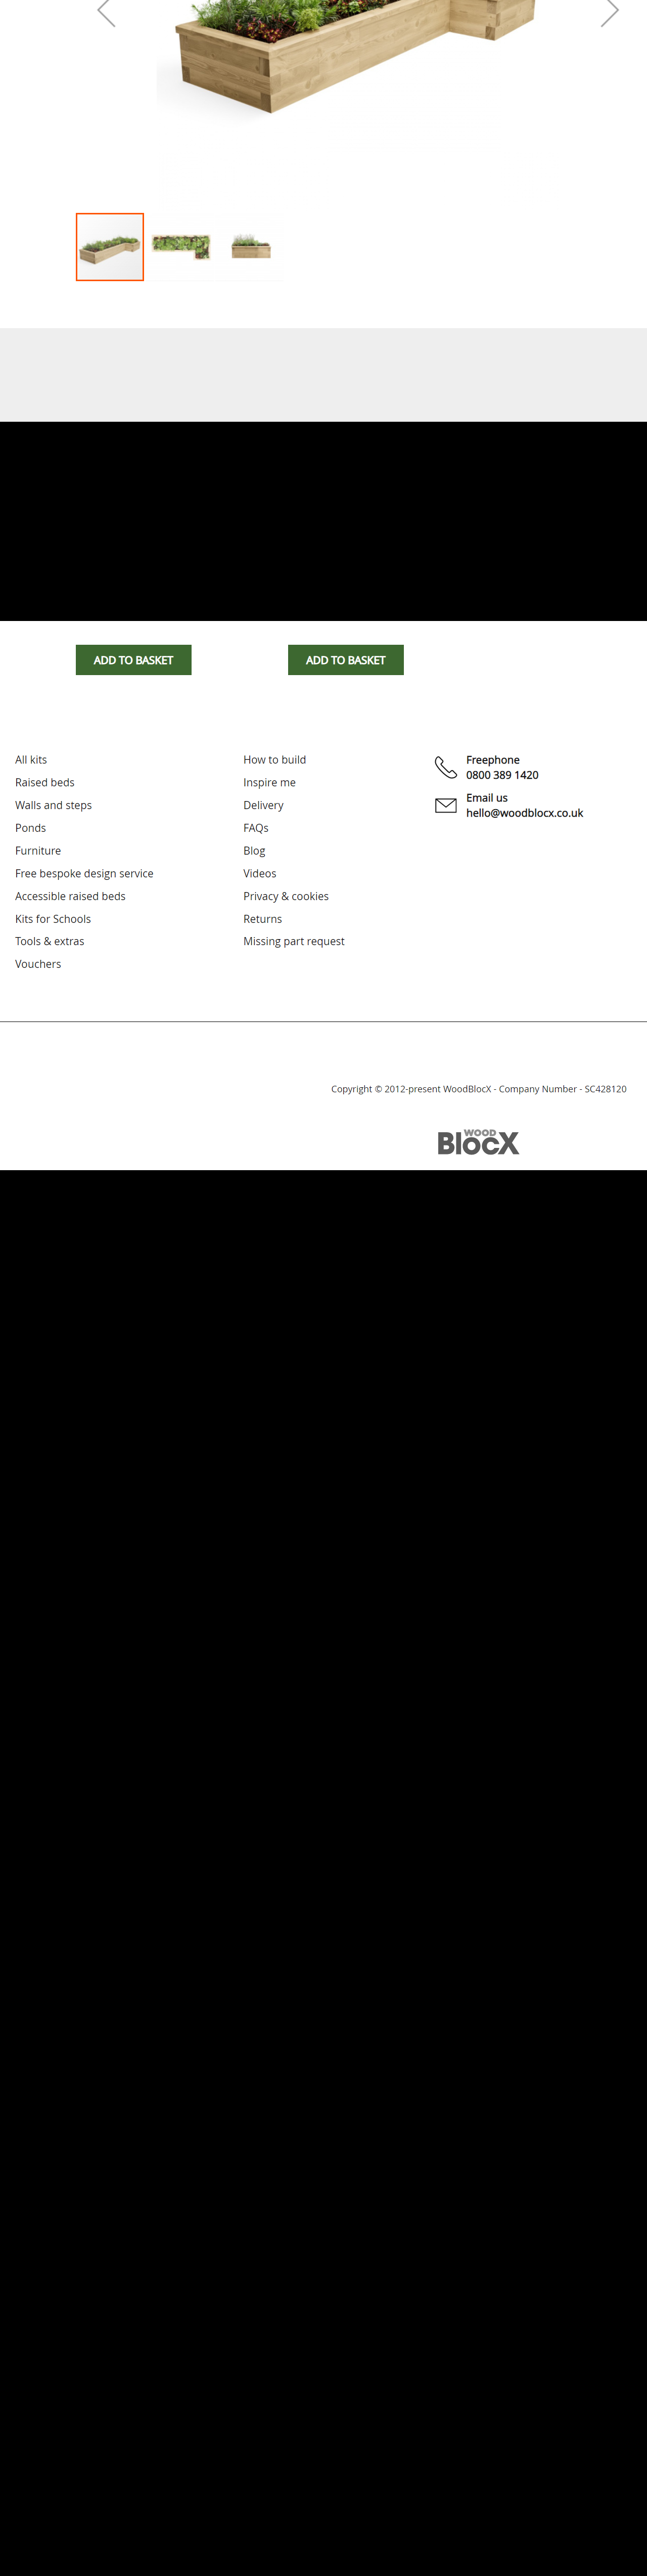 ADD TO BASKET
ADD TO BASKET
All kits
Raised beds
Walls and steps
Ponds
Furniture
Free bespoke design service
Accessible raised beds
Kits for Schools
Tools & extras
Vouchers
How to build
Inspire me
Delivery
FAQs
Blog
Videos
Privacy & cookies
Returns
Missing part request
Freephone
0800 389 1420
Email us
hello@woodblocx.co.uk
Copyright © 2012-present WoodBlocX - Company Number - SC428120
WOOD
BlocX